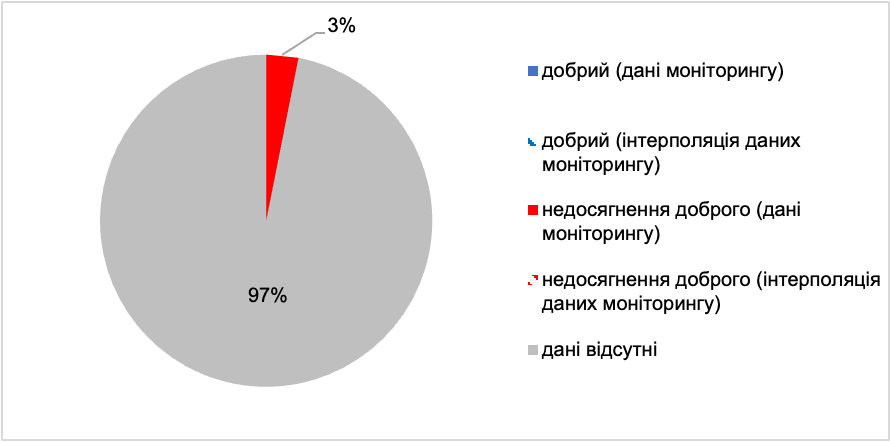 3%
97%
добрий (дані моніторингу)
добрий (інтерполяція даних
моніторингу)
недосягнення доброго (дані
моніторингу)
недосягнення доброго (інтерполяція
даних моніторингу)
дані відсутні